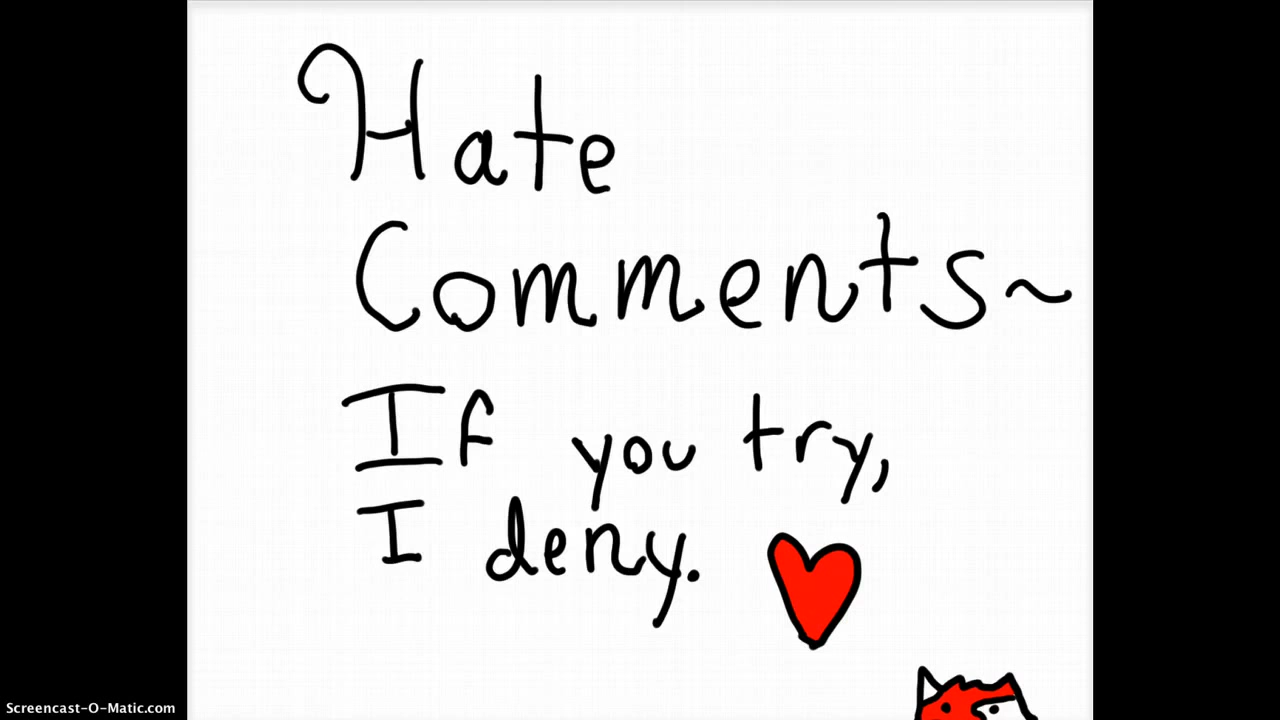 Hate
Comments~
If you try,
I deny.
Screencast-O-Matic.com